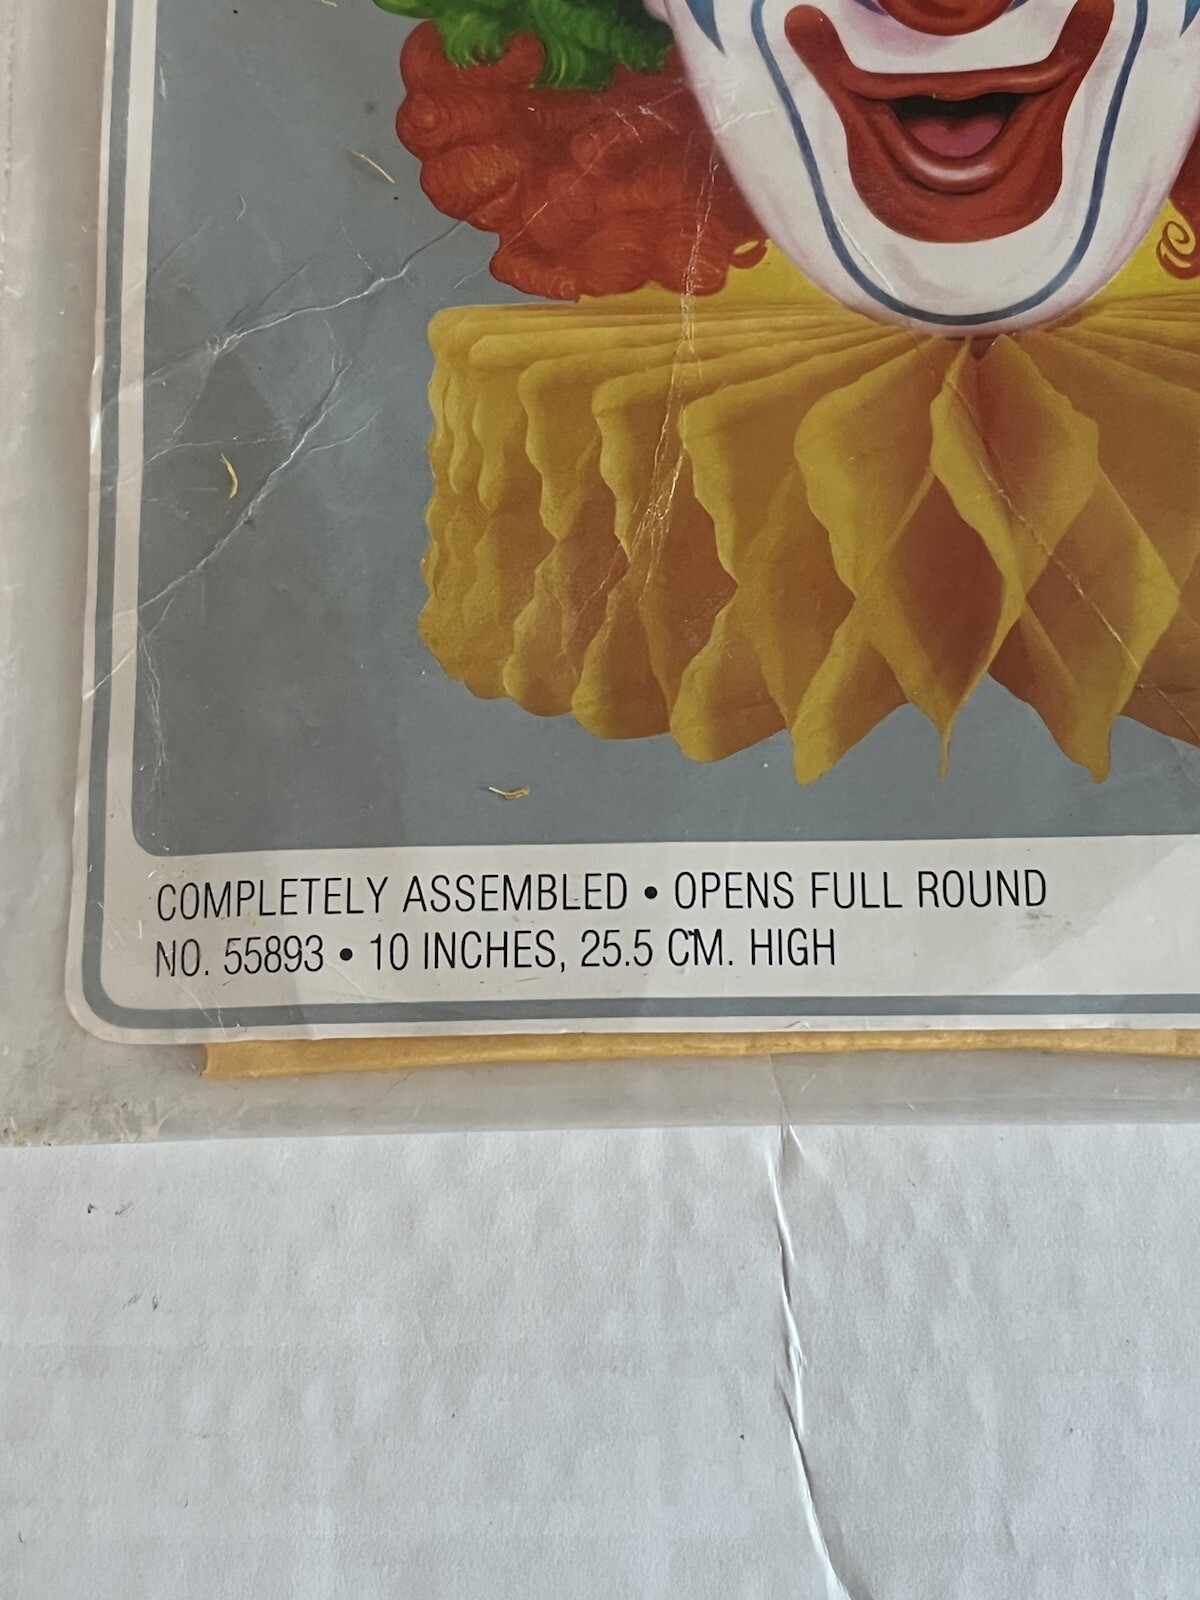 COMPLETELY ASSEMBLED • OPENS FULL ROUND
NO. 55893 • 10 INCHES, 25.5 CM. HIGH